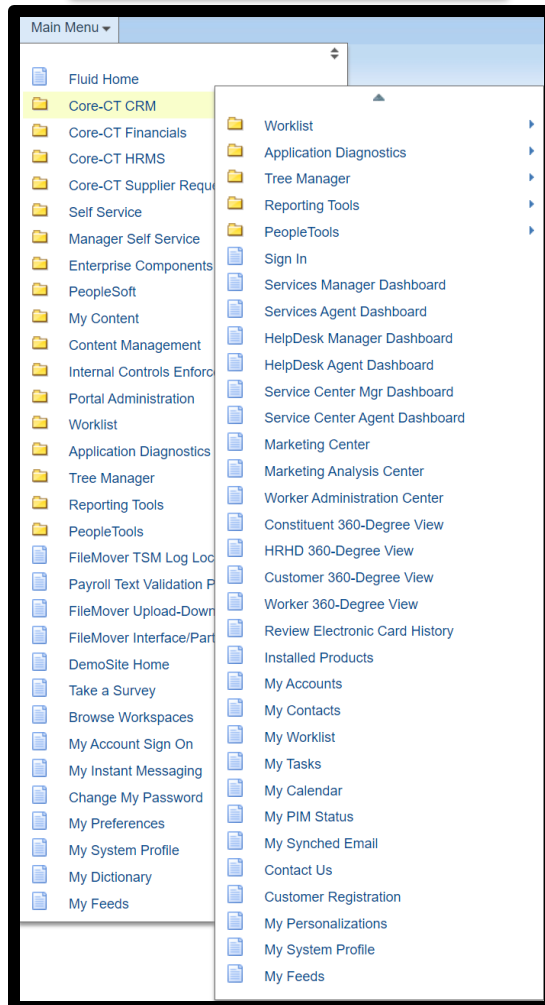 Main Menu
Fluid Home
Core-CT CRM
Core-CT Financials
Core-CT HRMS
Core-CT Supplier Reque
Self Service
Manager Self Service
Enterprise Components
PeopleSoft
My Content
Content Management
Internal Controls Enforc
Portal Administration
Worklist
Application Diagnostics
Tree Manager
Reporting Tools
PeopleTools
FileMover TSM Log Loc
Payroll Text Validation P
FileMover Upload-Down
FileMover Interface/Part
DemoSite Home
Take a Survey
Browse Workspaces
My Account Sign On
My Instant Messaging
Change My Password
My Preferences
My System Profile
My Dictionary
My Feeds
Worklist
Application Diagnostics
Tree Manager
Reporting Tools
PeopleTools
Sign In
Services Manager Dashboard
Services Agent Dashboard
HelpDesk Manager Dashboard
HelpDesk Agent Dashboard
Service Center Mgr Dashboard
Service Center Agent Dashboard
Marketing Center
Marketing Analysis Center
Worker Administration Center
Constituent 360-Degree View
HRHD 360-Degree View
Customer 360-Degree View
Worker 360-Degree View
Review Electronic Card History
Installed Products
My Accounts
My Contacts
My Worklist
My Tasks
My Calendar
My PIM Status
My Synched Email
Contact Us
Customer Registration
My Personalizations
My System Profile
My Feeds